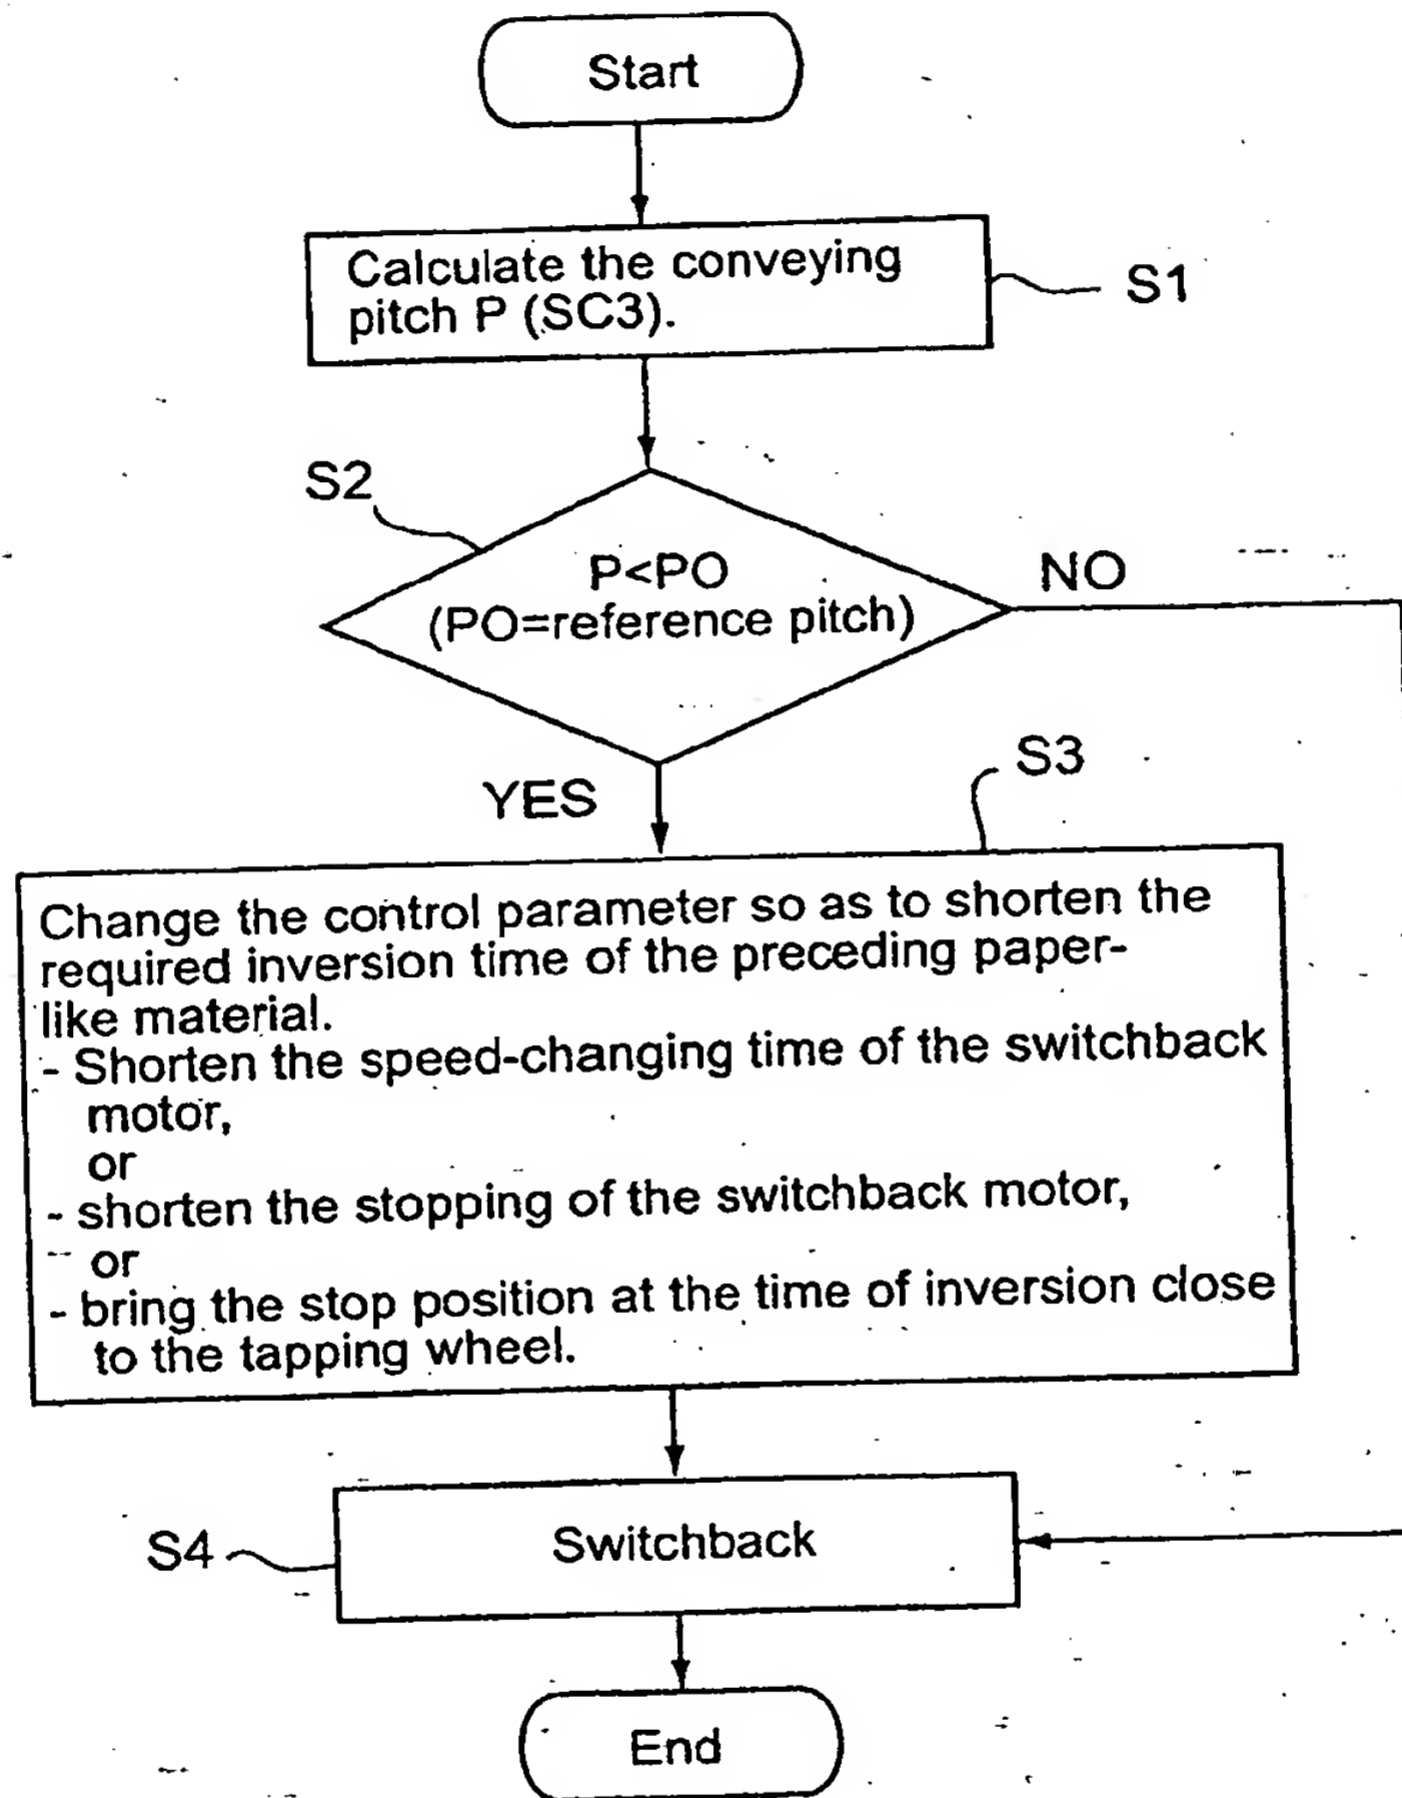 Start
Calculate the conveying
pitch P (SC3).
S1
S2
P<PO
(PO=reference pitch)
NO
YES
S3
Change the control parameter so as to shorten the
required inversion time of the preceding paper-
like material.
- Shorten the speed-changing time of the switchback
motor,
or
- shorten the stopping of the switchback motor,
or
- bring the stop position at the time of inversion close
to the tapping wheel.
S4
Switchback
End